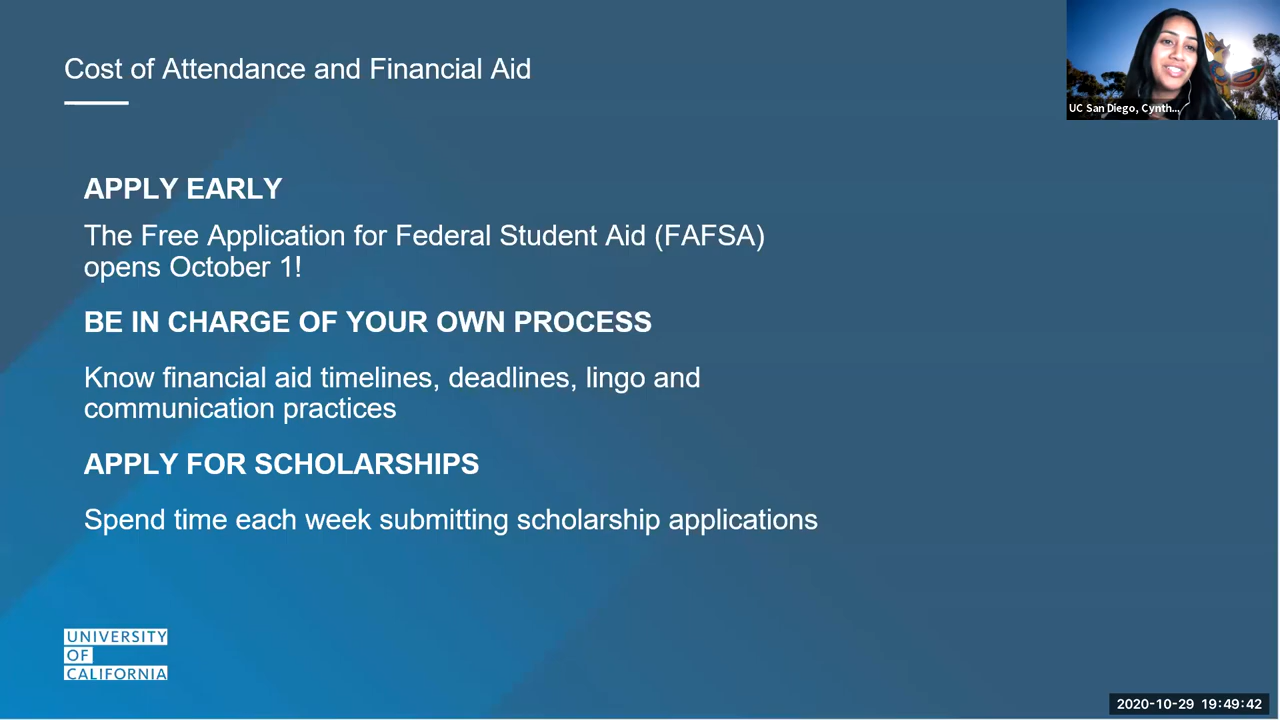 Cost of Attendance and Financial Aid
UC San Diego, Cynth...
APPLY EARLY
The Free Application for Federal Student Aid (FAFSA)
opens October 1!
BE IN CHARGE OF YOUR OWN PROCESS
Know financial aid timelines, deadlines, lingo and
communication practices
APPLY FOR SCHOLARSHIPS
Spend time each week submitting scholarship applications
UNIVERSITY
OF
CALIFORNIA
2020-10-29 19:49:42